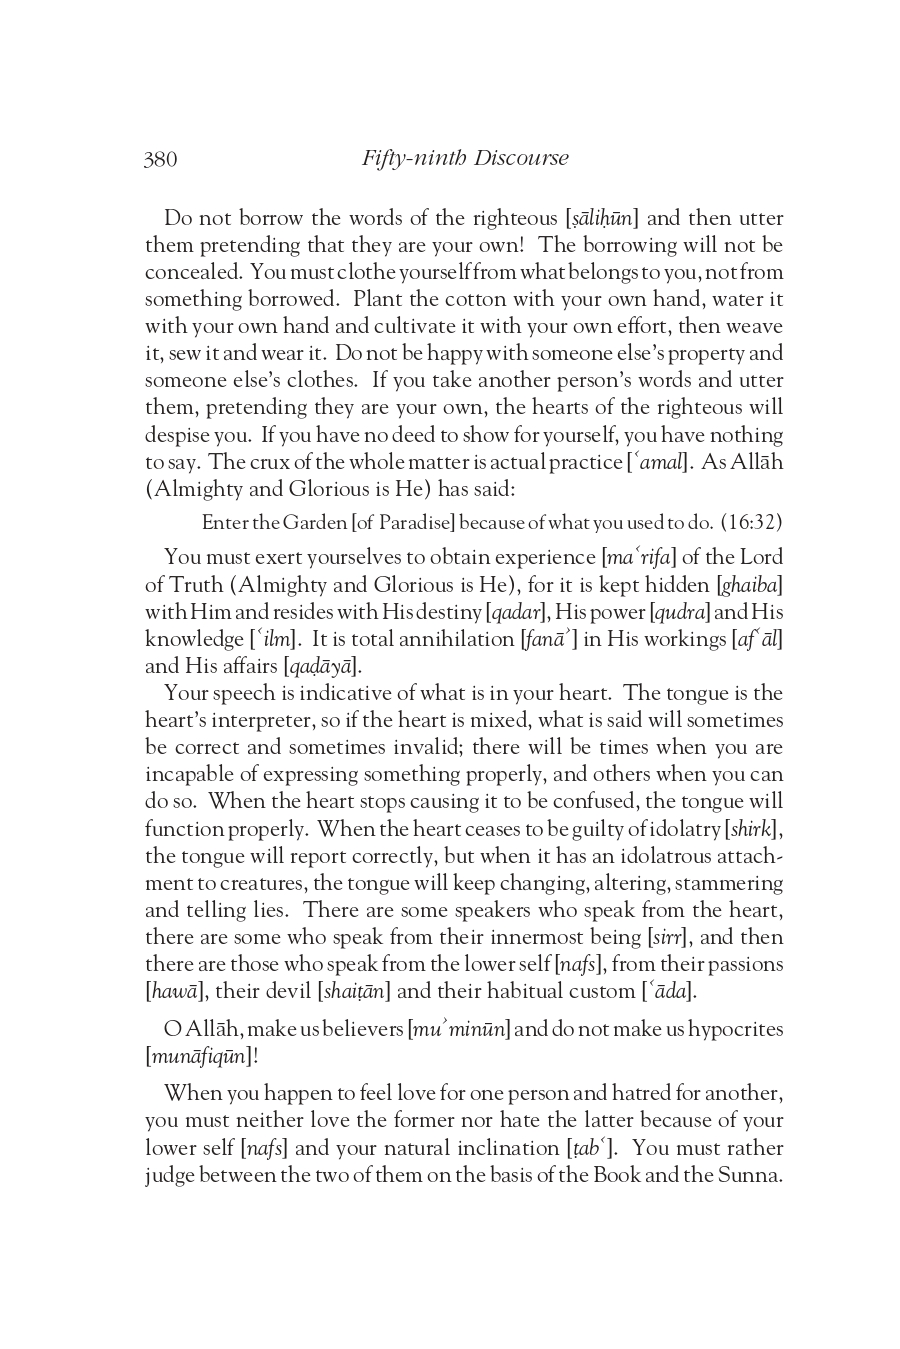 380
Fifty-ninth Discourse
Do not borrow the words of the righteous [ṣāliḥūn] and then utter
them pretending that they are your own! The borrowing will not be
concealed. You must clothe yourself from what belongs to you, not from
something borrowed. Plant the cotton with your own hand, water it
with your own hand and cultivate it with your own effort, then weave
it, sew it and wear it. Do not be happy with someone else’s property and
someone else’s clothes. If you take another person’s words and utter
them, pretending they are your own, the hearts of the righteous will
despise you. If you have no deed to show for yourself, you have nothing
to say. The crux of the whole matter is actual practice [ʿamal]. As Allāh
(Almighty and Glorious is He) has said:
Enter the Garden [of Paradise] because of what you used to do. (16:32)
You must exert yourselves to obtain experience [maʿrifa] of the Lord
of Truth (Almighty and Glorious is He), for it is kept hidden [ghaiba]
with Him and resides with His destiny [qadar], His power [qudra] and His
knowledge [ʿilm]. It is total annihilation [fanāʾ] in His workings [afʿāl]
and His affairs [qaḍāyā].
Your speech is indicative of what is in your heart. The tongue is the
heart’s interpreter, so if the heart is mixed, what is said will sometimes
be correct and sometimes invalid; there will be times when you are
incapable of expressing something properly, and others when you can
do so. When the heart stops causing it to be confused, the tongue will
function properly. When the heart ceases to be guilty of idolatry [shirk],
the tongue will report correctly, but when it has an idolatrous attach-
ment to creatures, the tongue will keep changing, altering, stammering
and telling lies. There are some speakers who speak from the heart,
there are some who speak from their innermost being [sirr], and then
there are those who speak from the lower self [nafs], from their passions
[hawā], their devil [shaiṭān] and their habitual custom [ʿāda].
O Allāh, make us believers [muʾminūn] and do not make us hypocrites
[munāfiqūn]!
When you happen to feel love for one person and hatred for another,
you must neither love the former nor hate the latter because of your
lower self [nafs] and your natural inclination [ṭabʿ]. You must rather
judge between the two of them on the basis of the Book and the Sunna.